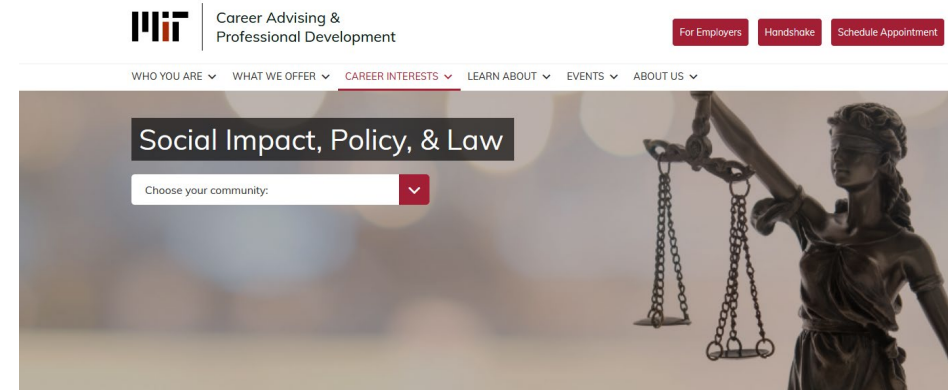 MIT
Career Advising &
Professional Development
For Employers
Handshake
Schedule Appointment
WHO YOU ARE
WHAT WE OFFER
CAREER INTERESTS
LEARN ABOUT
EVENTS
ABOUT US
Social Impact, Policy, & Law
Choose your community: